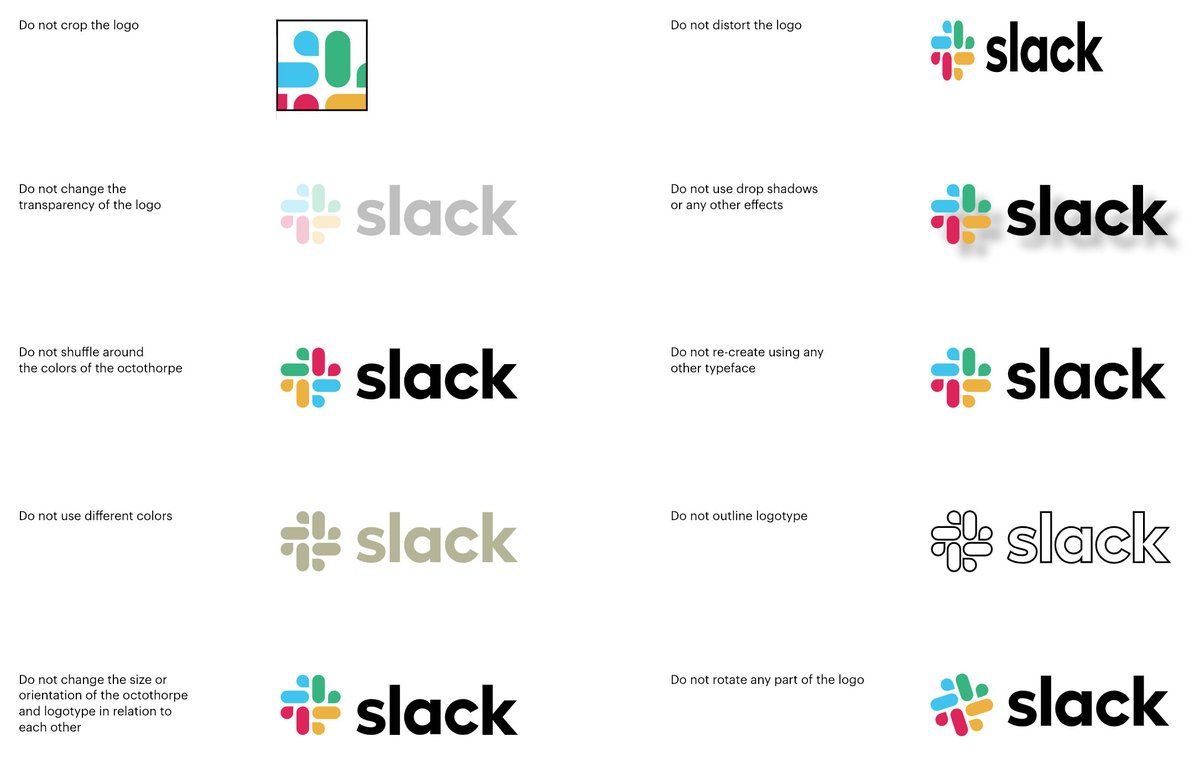 Do not crop the logo
Do not distort the logo
slack
Do not change the
transparency of the logo
slack
Do not use drop shadows
or any other effects
slack
Do not shuffle around
the colors of the octothorpe
slack
Do not re-create using any
other typeface
slack
Do not use different colors
slack
Do not outline logotype
slack
Do not change the size or
orientation of the octothorpe
and logotype in relation to
each other
slack
Do not rotate any part of the logo
slack